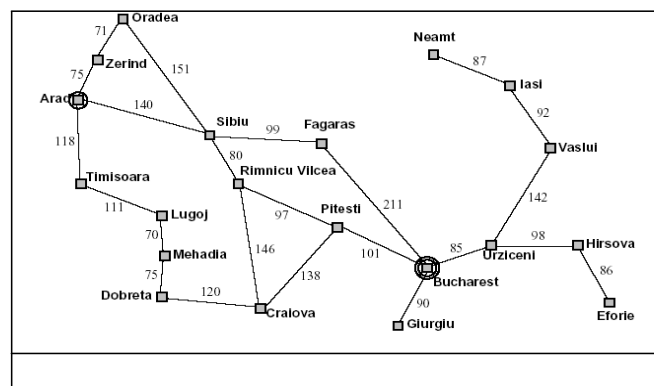 Oradea
71
Neamt
87
Zerind
75
151
Iasi
Arad
140
92
Sibiu
99
Fagaras
118
80
Vaslui
Timisoara
Rimnicu Vilcea
111
Lugoj
97
Pitesti
211
142
70
146
85
98
Hirsova
Mehadia
101
Urziceni
75
138
86
Bucharest
Dobreta
120
90
Craiova
Giurgiu
Eforie